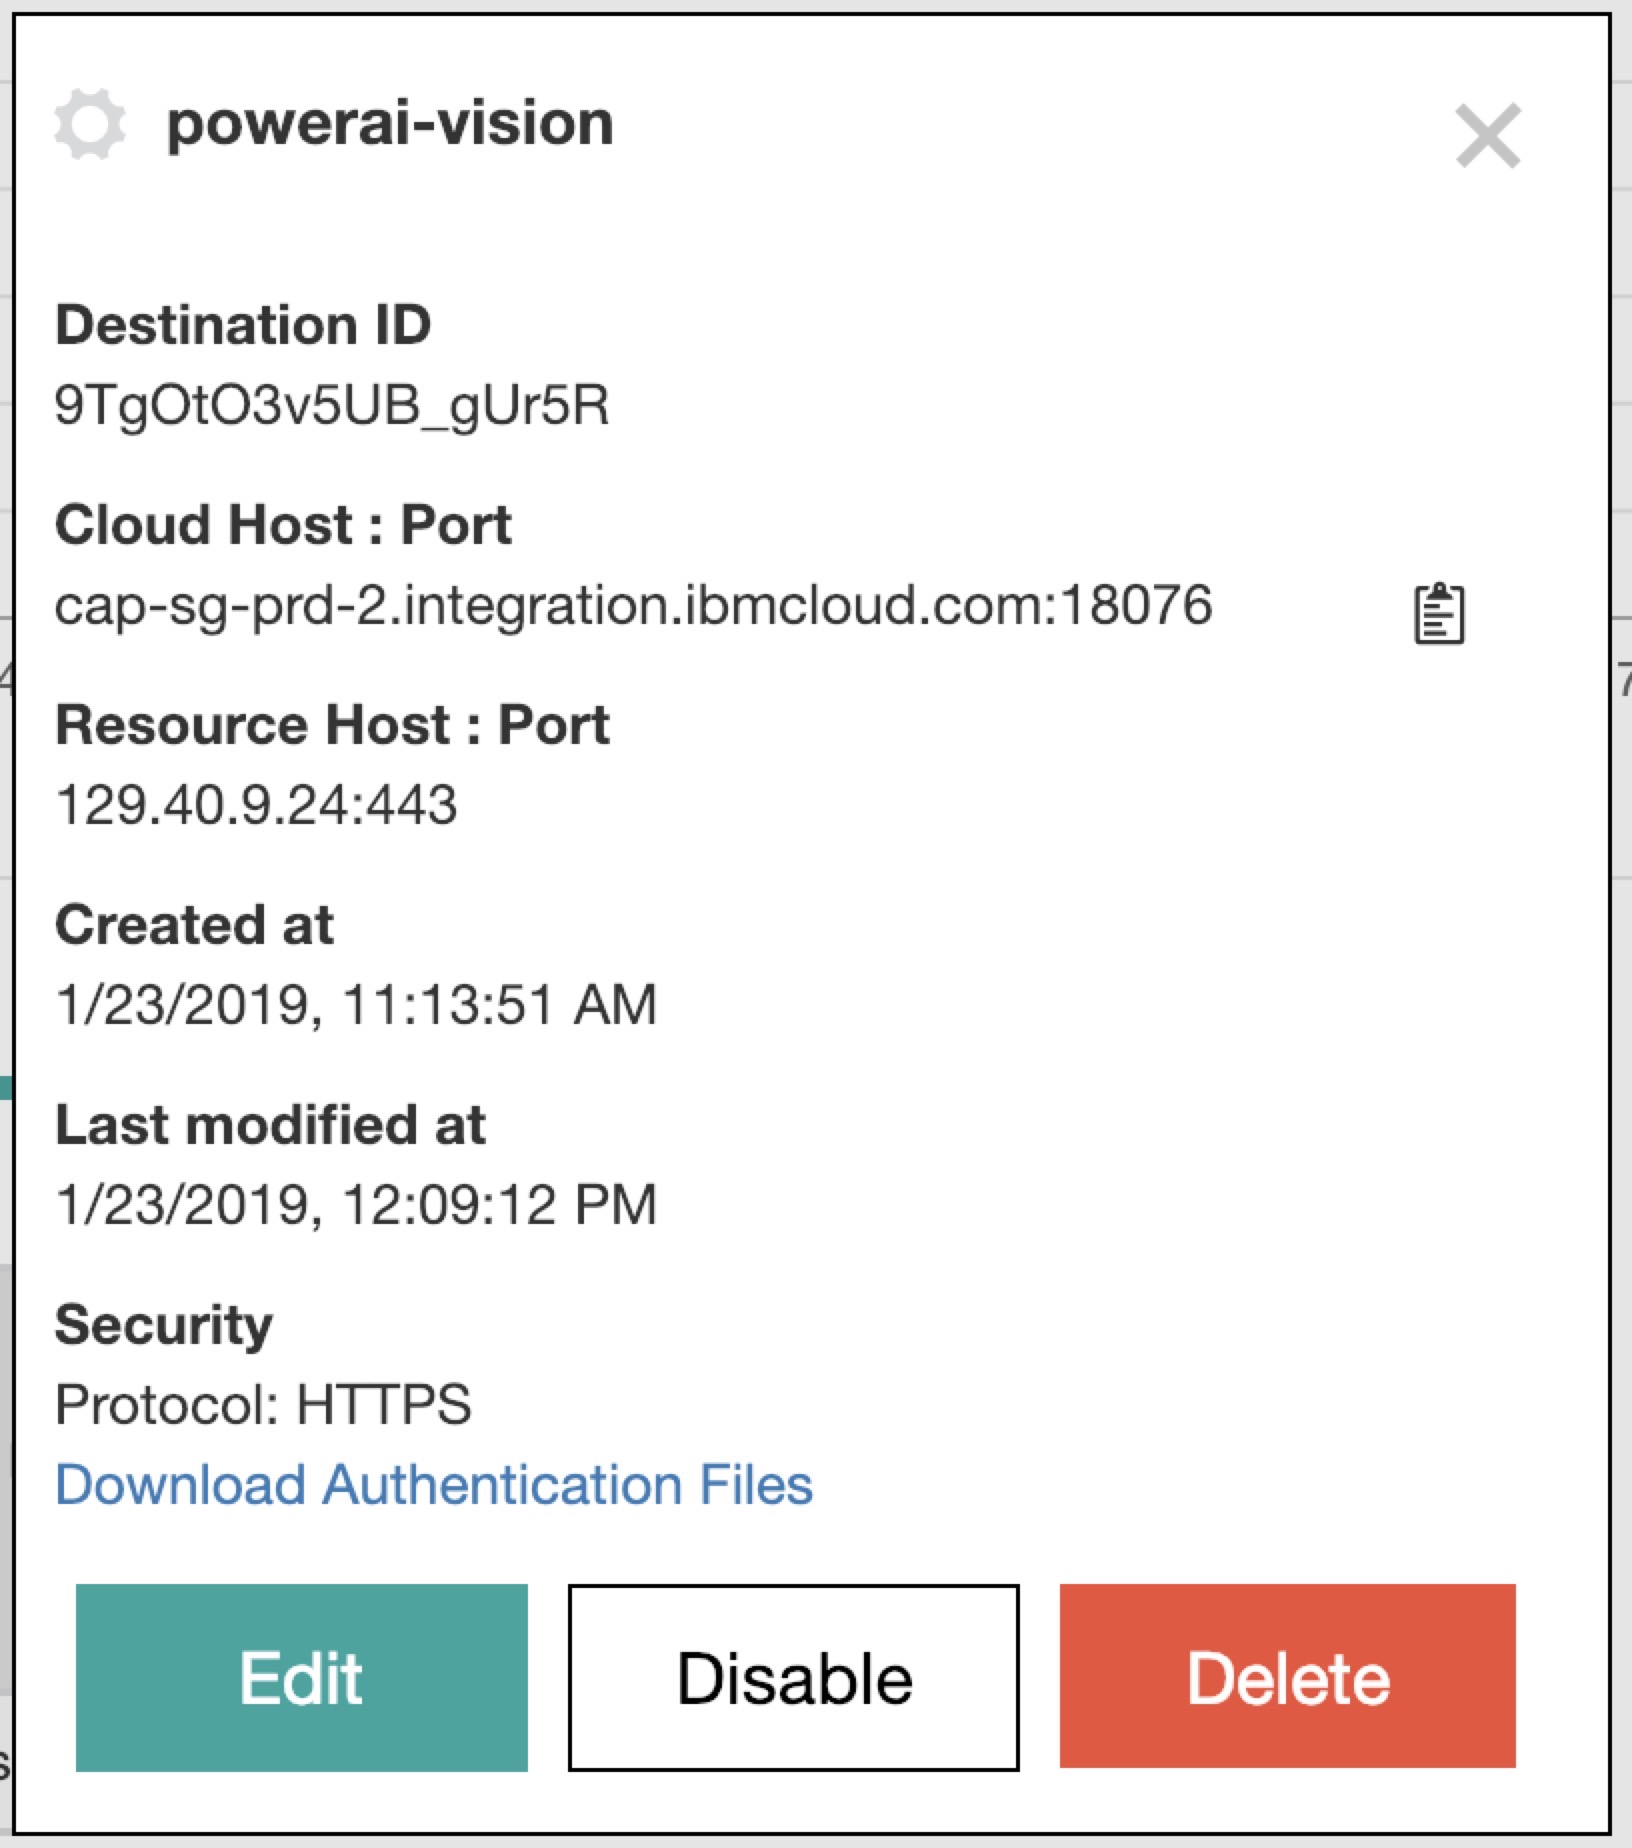 powerai-vision
Destination ID
9TgOtO3v5UB_gUr5R
Cloud Host : Port
cap-sg-prd-2.integration.ibmcloud.com:18076
Resource Host : Port
129.40.9.24:443
Created at
1/23/2019, 11:13:51 AM
Last modified at
1/23/2019, 12:09:12 PM
Security
Protocol: HTTPS
Download Authentication Files
Edit Disable Delete